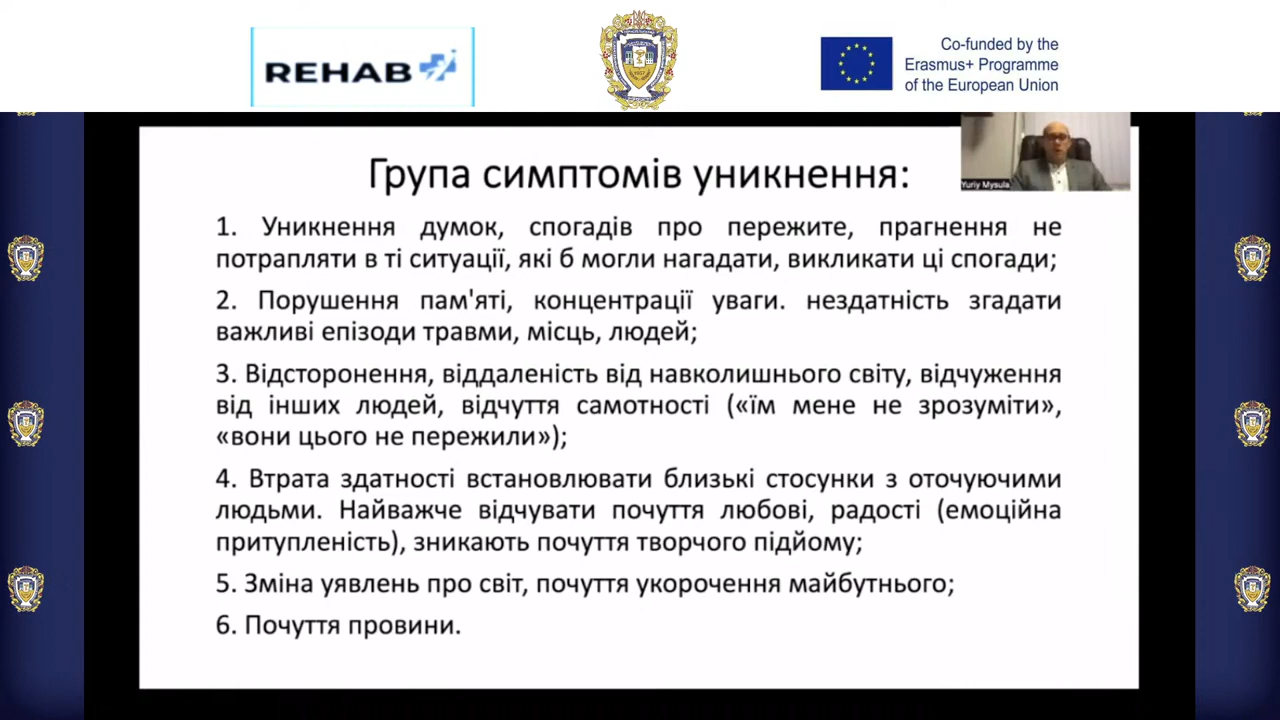 REHAB
Co-funded by the
Erasmus+ Programme
of the European Union
Yuriy Mysula
Група симптомів уникнення:
1. Уникнення думок, спогадів про пережите, прагнення не
потрапляти в ті ситуації, які б могли нагадати, викликати ці спогади;
2. Порушення пам'яті, концентрації уваги. нездатність згадати
важливі епізоди травми, місць, людей;
3. Відсторонення, віддаленість від навколишнього світу, відчуження
від інших людей, відчуття самотності («їм мене не зрозуміти»,
«вони цього не пережили»);
4. Втрата здатності встановлювати близькі стосунки з оточуючими
людьми. Найважче відчувати почуття любові, радості (емоційна
притупленість), зникають почуття творчого підйому;
5. Зміна уявлень про світ, почуття укорочення майбутнього;
6. Почуття провини.